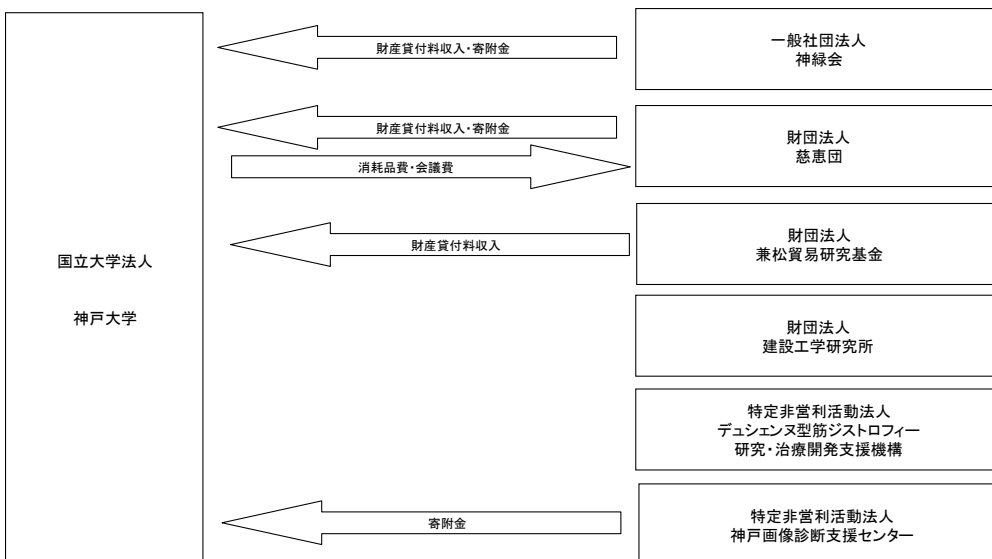 国立大学法人
神戸大学
財産貸付料収入・寄附金
一般社団法人
神緑会
財産貸付料収入・寄附金
消耗品費・会議費
財団法人
慈恵団
財産貸付料収入
財団法人
兼松貿易研究基金
財団法人
建設工学研究所
特定非営利活動法人
デュシェンヌ型筋ジストロフィー
研究・治療開発支援機構
寄附金
特定非営利活動法人
神戸画像診断支援センター